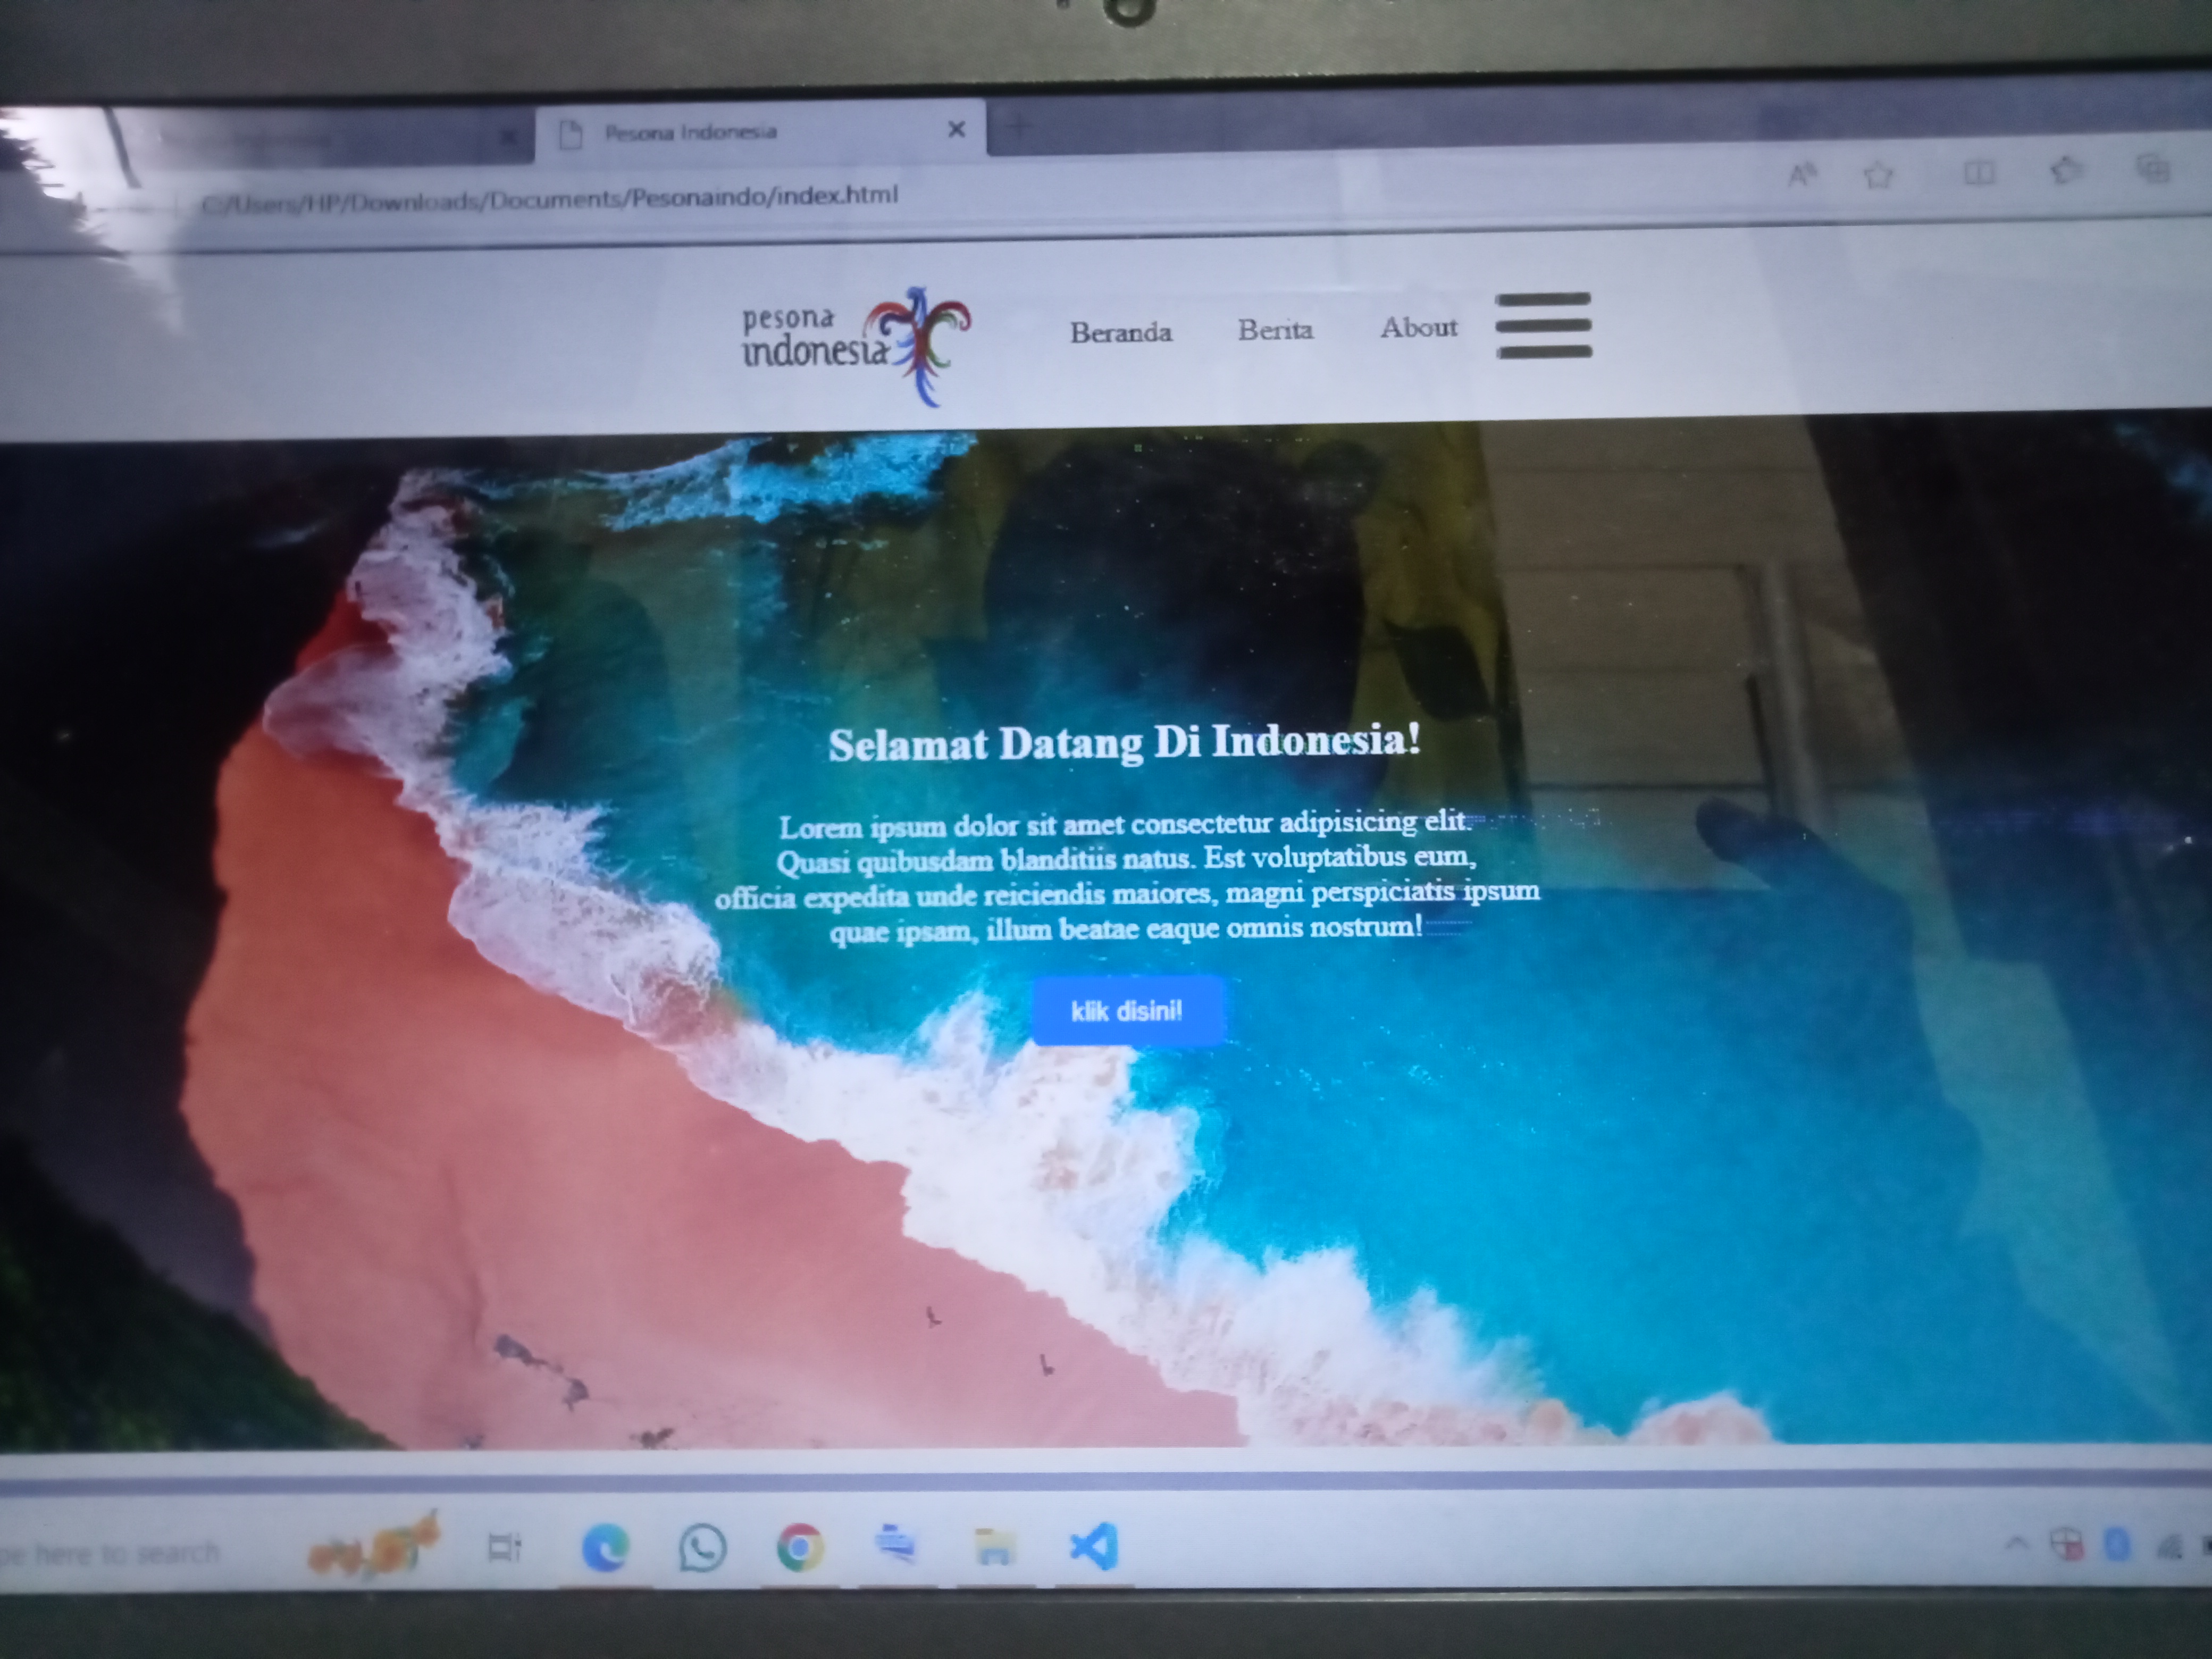 Pesona Indonesia
C:/Users/HP/Downloads/Documents/Pesonaindo/index.html
pesona
indonesia
Beranda Berita About
Selamat Datang Di Indonesia!
Lorem ipsum dolor sit amet consectetur adipisicing elit.
Quasi quibusdam blanditiis natus. Est voluptatibus eum,
officia expedita unde reiciendis maiores, magni perspiciatis ipsum
quae ipsam, illum beatae eaque omnis nostrum!
klik disini!
here to search